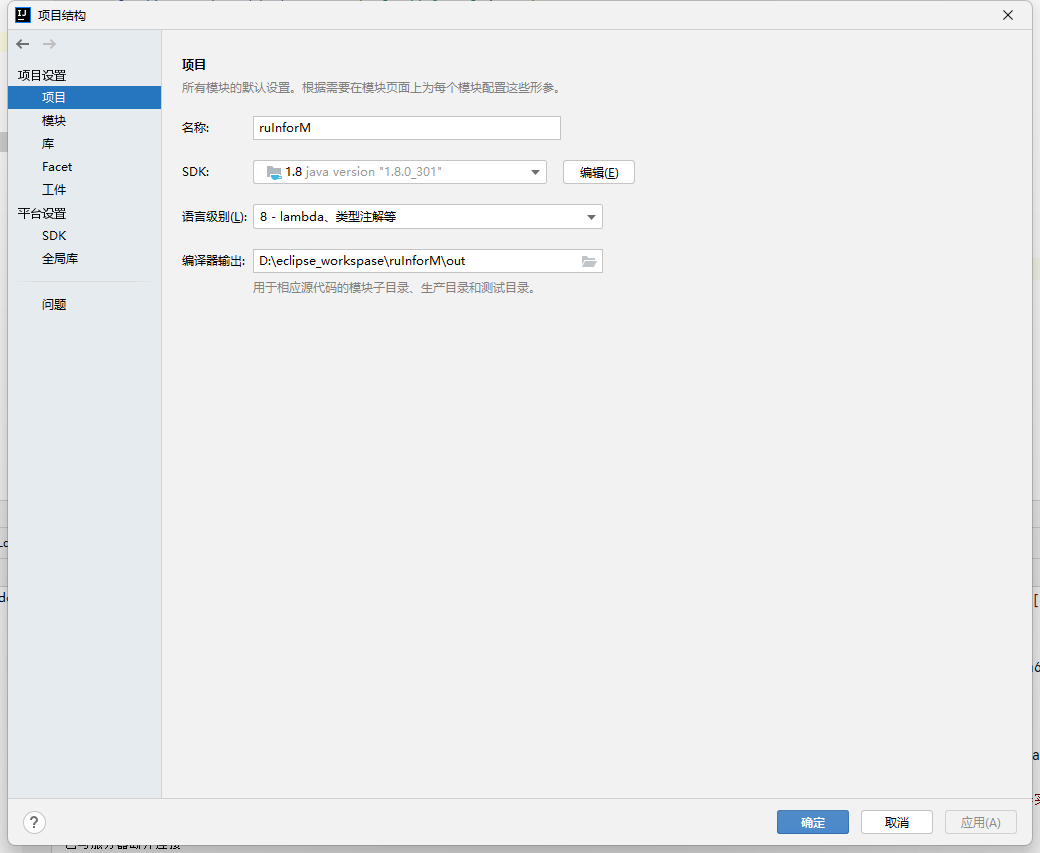 项目结构
项目设置
项目
模块
库
Facet
工件
平台设置
SDK
全局库
问题
项目
所有模块的默认设置。根据需要在模块页面上为每个模块配置这些形参。
名称: ruInforM
SDK: 1.8 java version "1.8.0_301" 编辑(E)
语言级别(L): 8 - lambda、类型注解等
编译器输出: D:\eclipse_workspase\ruInforM\out
用于相应源代码的模块子目录、生产目录和测试目录。
? 确定 取消 应用(A)